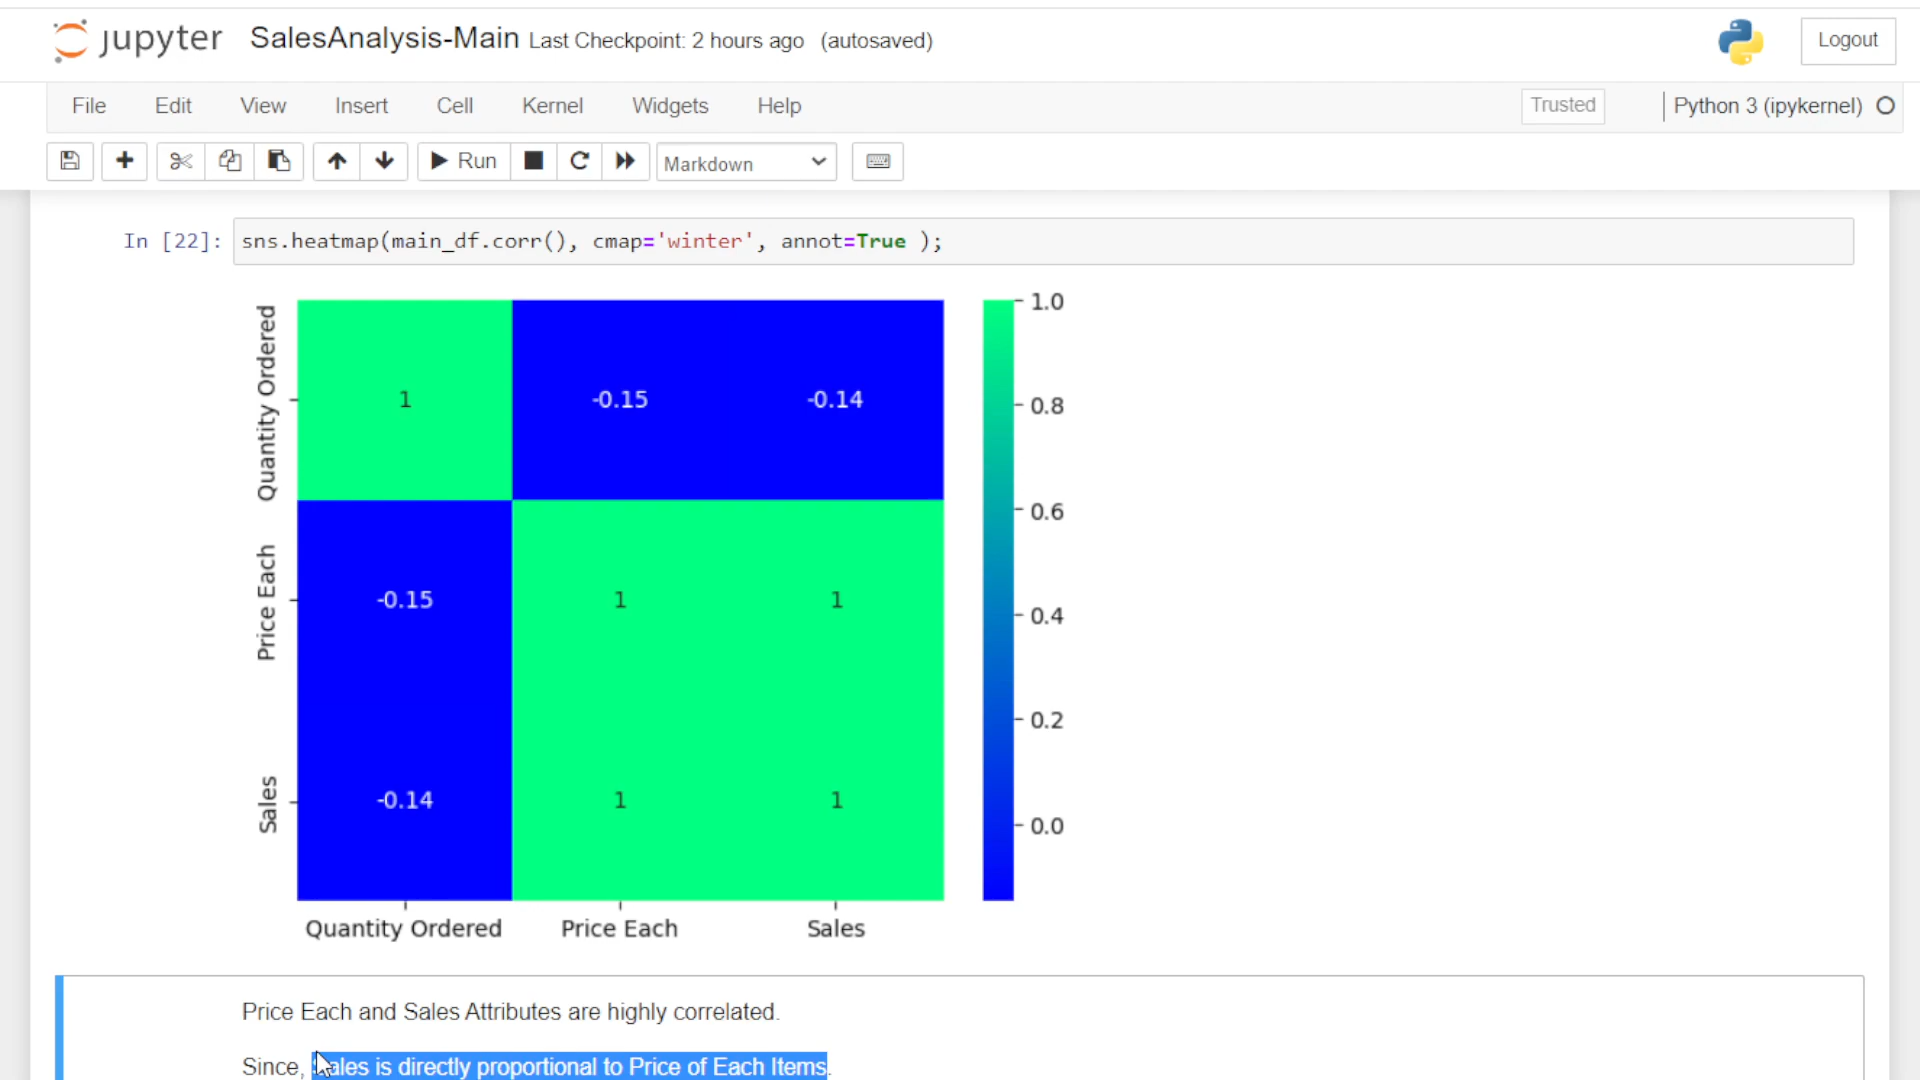 jupyter SalesAnalysis-Main Last Checkpoint: 2 hours ago (autosaved)
Logout
File Edit View Insert Cell Kernel Widgets Help
Trusted
Python 3 (ipykernel)
Run
Markdown
In [22]: sns.heatmap(main_df.corr(), cmap='winter', annot=True );
Quantity Ordered
Price Each
Sales
1 -0.15 -0.14
-0.15 1 1
-0.14 1 1
Quantity Ordered Price Each Sales
1.0
0.8
0.6
0.4
0.2
0.0
Price Each and Sales Attributes are highly correlated.
Since, Sales is directly proportional to Price of Each Items.